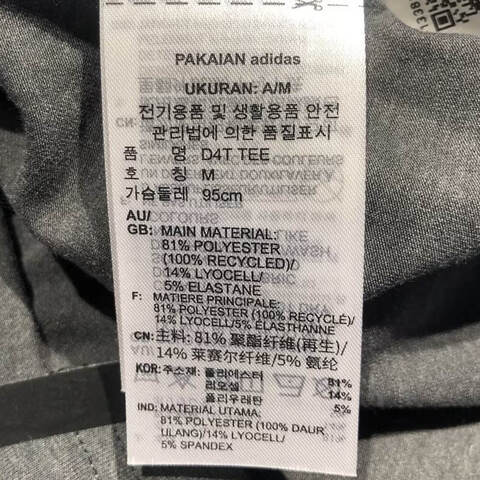 PAKAIAN adidas
UKURAN: A/M
전기용품 및 생활용품 안전
관리법에 의한 품질표시
품 명 D4T TEE
호 칭 M
가슴둘레 95cm
AU/
GB: MAIN MATERIAL:
81% POLYESTER
(100% RECYCLED)/
14% LYOCELL/
5% ELASTANE
F: MATIERE PRINCIPALE:
81% POLYESTER (100% RECYCLÉ)/
14% LYOCELL/5% ÉLASTHANNE
CN: 主料: 81% 聚酯纤维(再生)/
14% 莱赛尔纤维/5% 氨纶
KOR: 주소재: 폴리에스터 81%
리오셀 14%
폴리우레탄 5%
IND: MATERIAL UTAMA:
81% POLYESTER (100% DAUR
ULANG)/14% LYOCELL/
5% SPANDEX